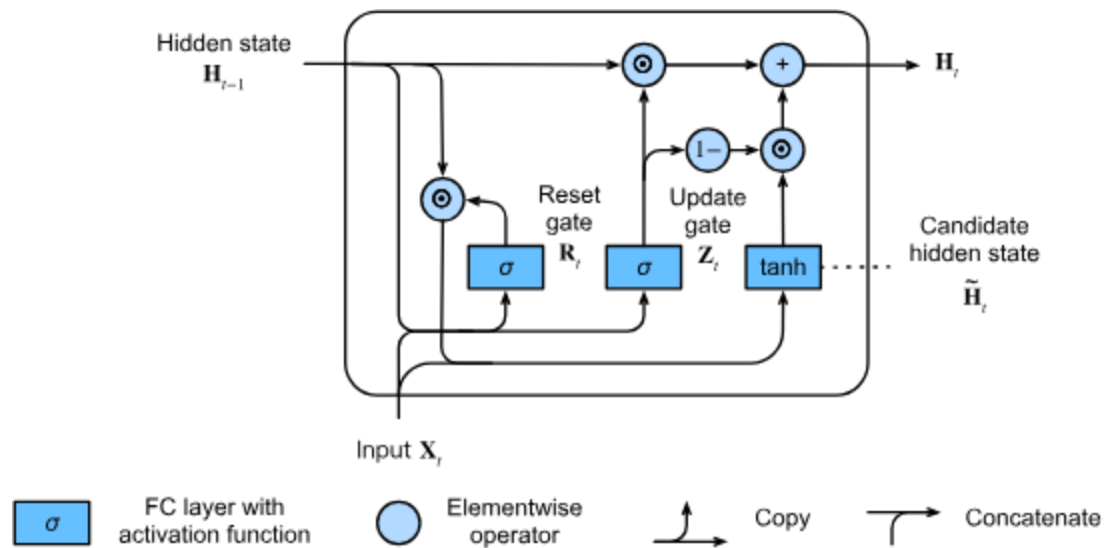 Hidden state
H_{t−1}
⊙
+
H_t
1−
⊙
⊙
Reset
gate
R_t
Update
gate
Z_t
Candidate
hidden state
H̃_t
σ
σ
tanh
Input X_t
σ
FC layer with
activation function
Elementwise
operator
Copy
Concatenate